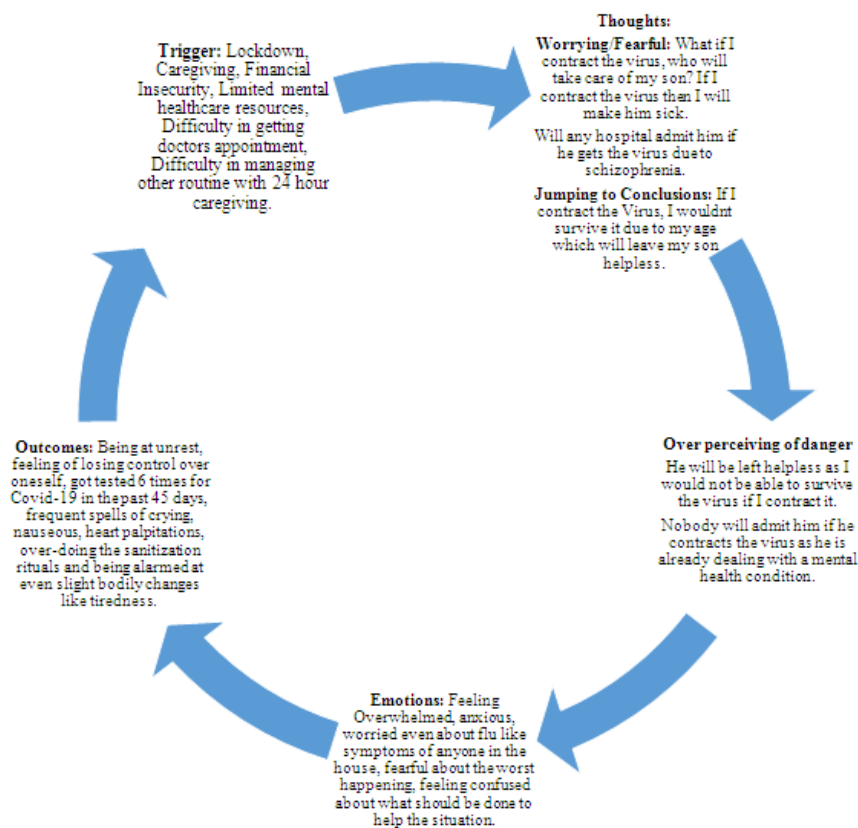 Trigger: Lockdown,
Caregiving, Financial
Insecurity, Limited mental
healthcare resources,
Difficulty in getting
doctors appointment,
Difficulty in managing
other routine with 24 hour
caregiving.
Thoughts:
Worrying/Fearful: What if I
contract the virus, who will
take care of my son? If I
contract the virus then I will
make him sick.
Will any hospital admit him if
he gets the virus due to
schizophrenia.
Jumping to Conclusions: If I
contract the Virus, I wouldnt
survive it due to my age
which will leave my son
helpless.
Over perceiving of danger
He will be left helpless as I
would not be able to survive
the virus if I contract it.
Nobody will admit him if he
contracts the virus as he is
already dealing with a mental
health condition.
Emotions: Feeling
Overwhelmed, anxious,
worried even about flu like
symptoms of anyone in the
house, fearful about the worst
happening, feeling confused
about what should be done to
help the situation.
Outcomes: Being at unrest,
feeling of losing control over
oneself, got tested 6 times for
Covid-19 in the past 45 days,
frequent spells of crying,
nauseous, heart palpitations,
over-doing the sanitization
rituals and being alarmed at
even slight bodily changes
like tiredness.